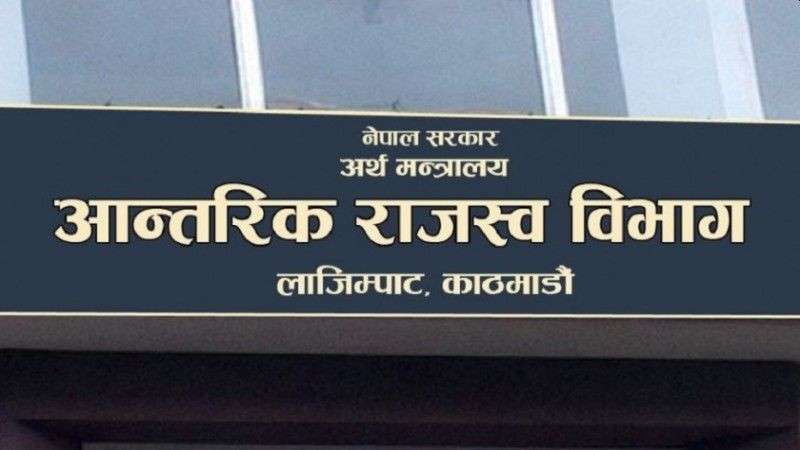 नेपाल सरकार
अर्थ मन्त्रालय
आन्तरिक राजस्व विभाग
लाजिम्पाट, काठमाडौं